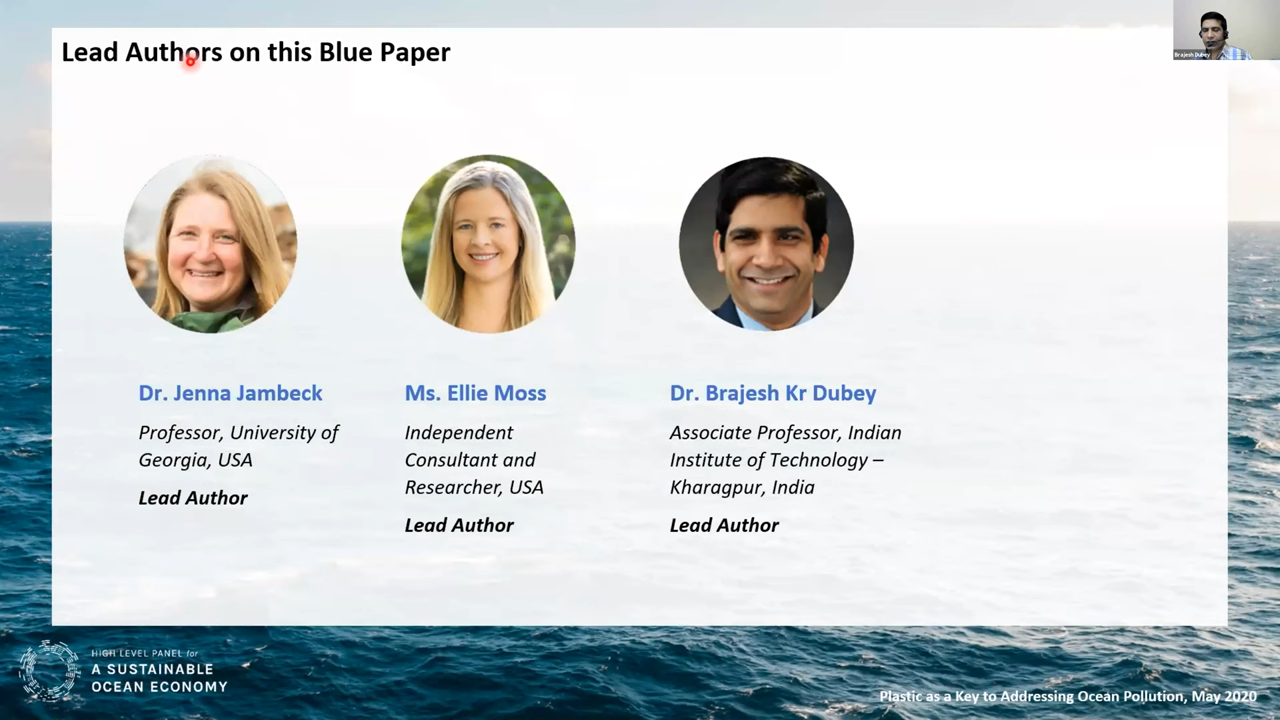 Lead Authors on this Blue Paper
Brajesh Dubey
Dr. Jenna Jambeck
Professor, University of
Georgia, USA
Lead Author
Ms. Ellie Moss
Independent
Consultant and
Researcher, USA
Lead Author
Dr. Brajesh Kr Dubey
Associate Professor, Indian
Institute of Technology –
Kharagpur, India
Lead Author
HIGH LEVEL PANEL for
A SUSTAINABLE
OCEAN ECONOMY
Plastic as a Key to Addressing Ocean Pollution, May 2020